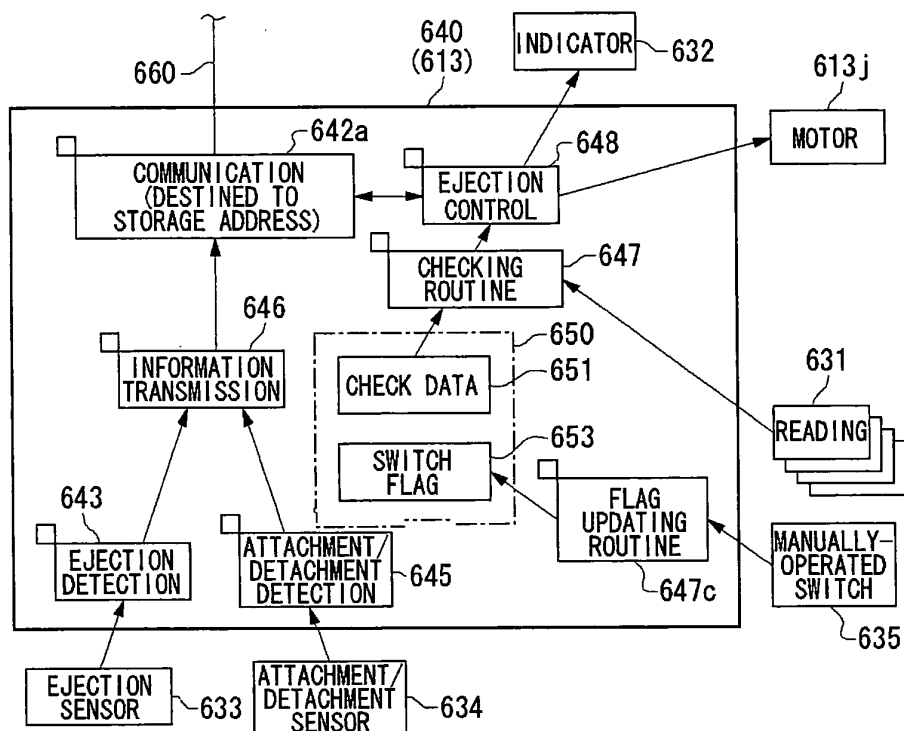 INDICATOR
632
640
(613)
660
613j
MOTOR
642a
COMMUNICATION
(DESTINED TO
STORAGE ADDRESS)
648
EJECTION
CONTROL
647
CHECKING
ROUTINE
646
INFORMATION
TRANSMISSION
650
CHECK DATA
651
631
READING
653
SWITCH
FLAG
643
EJECTION
DETECTION
ATTACHMENT/
DETACHMENT
DETECTION
645
FLAG
UPDATING
ROUTINE
647c
MANUALLY-
OPERATED
SWITCH
635
EJECTION
SENSOR
633
ATTACHMENT/
DETACHMENT
SENSOR
634